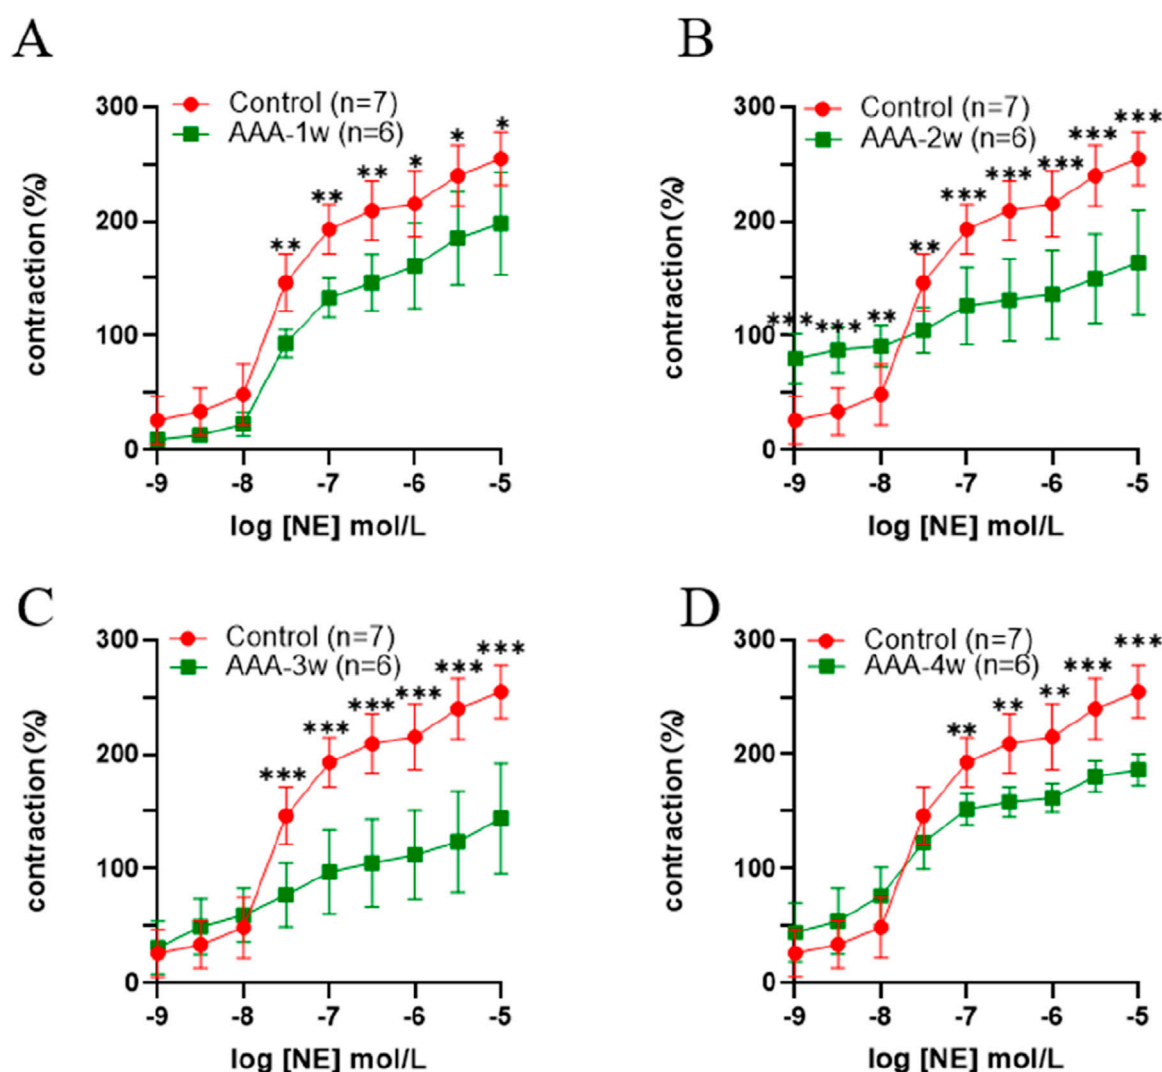 A
Control (n=7)
AAA-1w (n=6)
contraction (%)
300
200
100
0
** ** ** * * *
-9 -8 -7 -6 -5
log [NE] mol/L
B
Control (n=7)
AAA-2w (n=6)
contraction (%)
300
200
100
0
*** *** ** ** *** *** *** *** ***
-9 -8 -7 -6 -5
log [NE] mol/L
C
Control (n=7)
AAA-3w (n=6)
contraction (%)
300
200
100
0
*** *** *** *** *** ***
-9 -8 -7 -6 -5
log [NE] mol/L
D
Control (n=7)
AAA-4w (n=6)
contraction (%)
300
200
100
0
** ** ** *** ***
-9 -8 -7 -6 -5
log [NE] mol/L